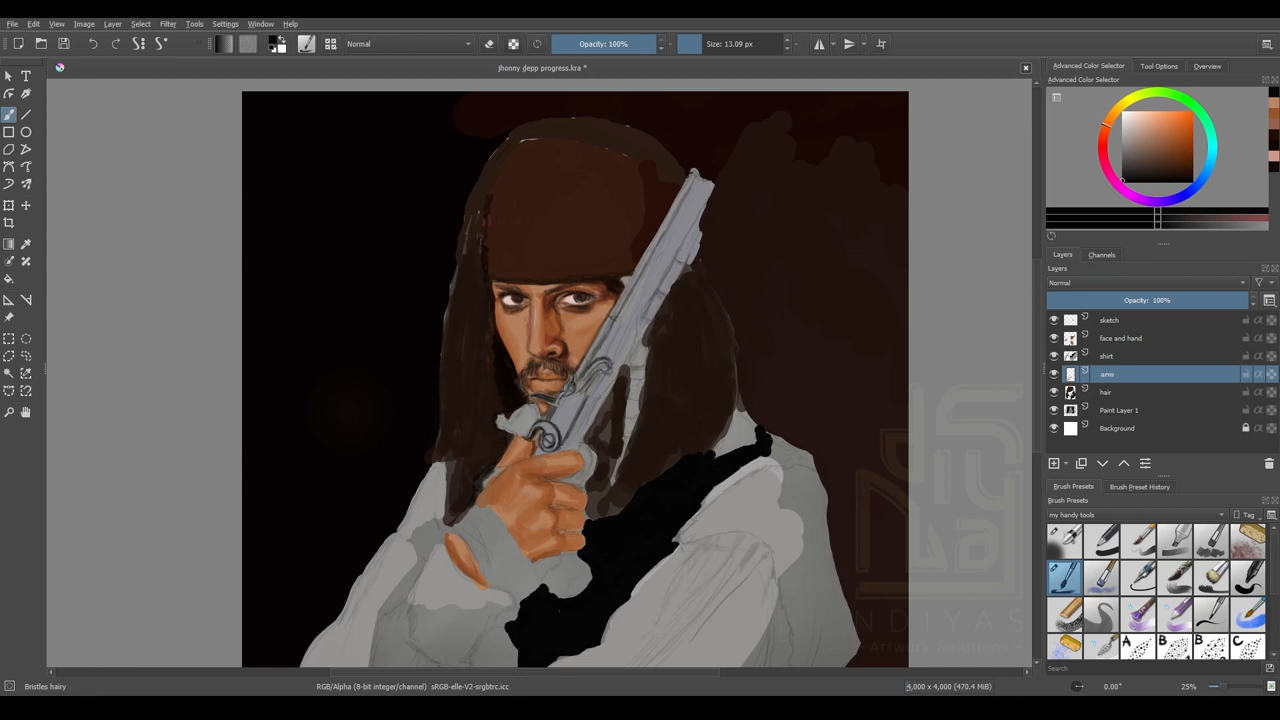 File Edit View Image Layer Select Filter Tools Settings Window Help
Normal Opacity: 100% Size: 13.09 px
jhonny depp progress.kra *
Advanced Color Selector Tool Options Overview
Advanced Color Selector
Layers Channels
Layers
Normal
Opacity: 100%
sketch
face and hand
shirt
arms
hair
Paint Layer 1
Background
Brush Presets Brush Preset History
Brush Presets
my handy tools Tag
A B B C
Search
NDIYAS
Artwork Solutions
Bristles hairy RGB/Alpha (8-bit integer/channel) sRGB-elle-V2-srgbtrc.icc 4,000 x 4,000 (470.4 MiB) 0.00° 25%